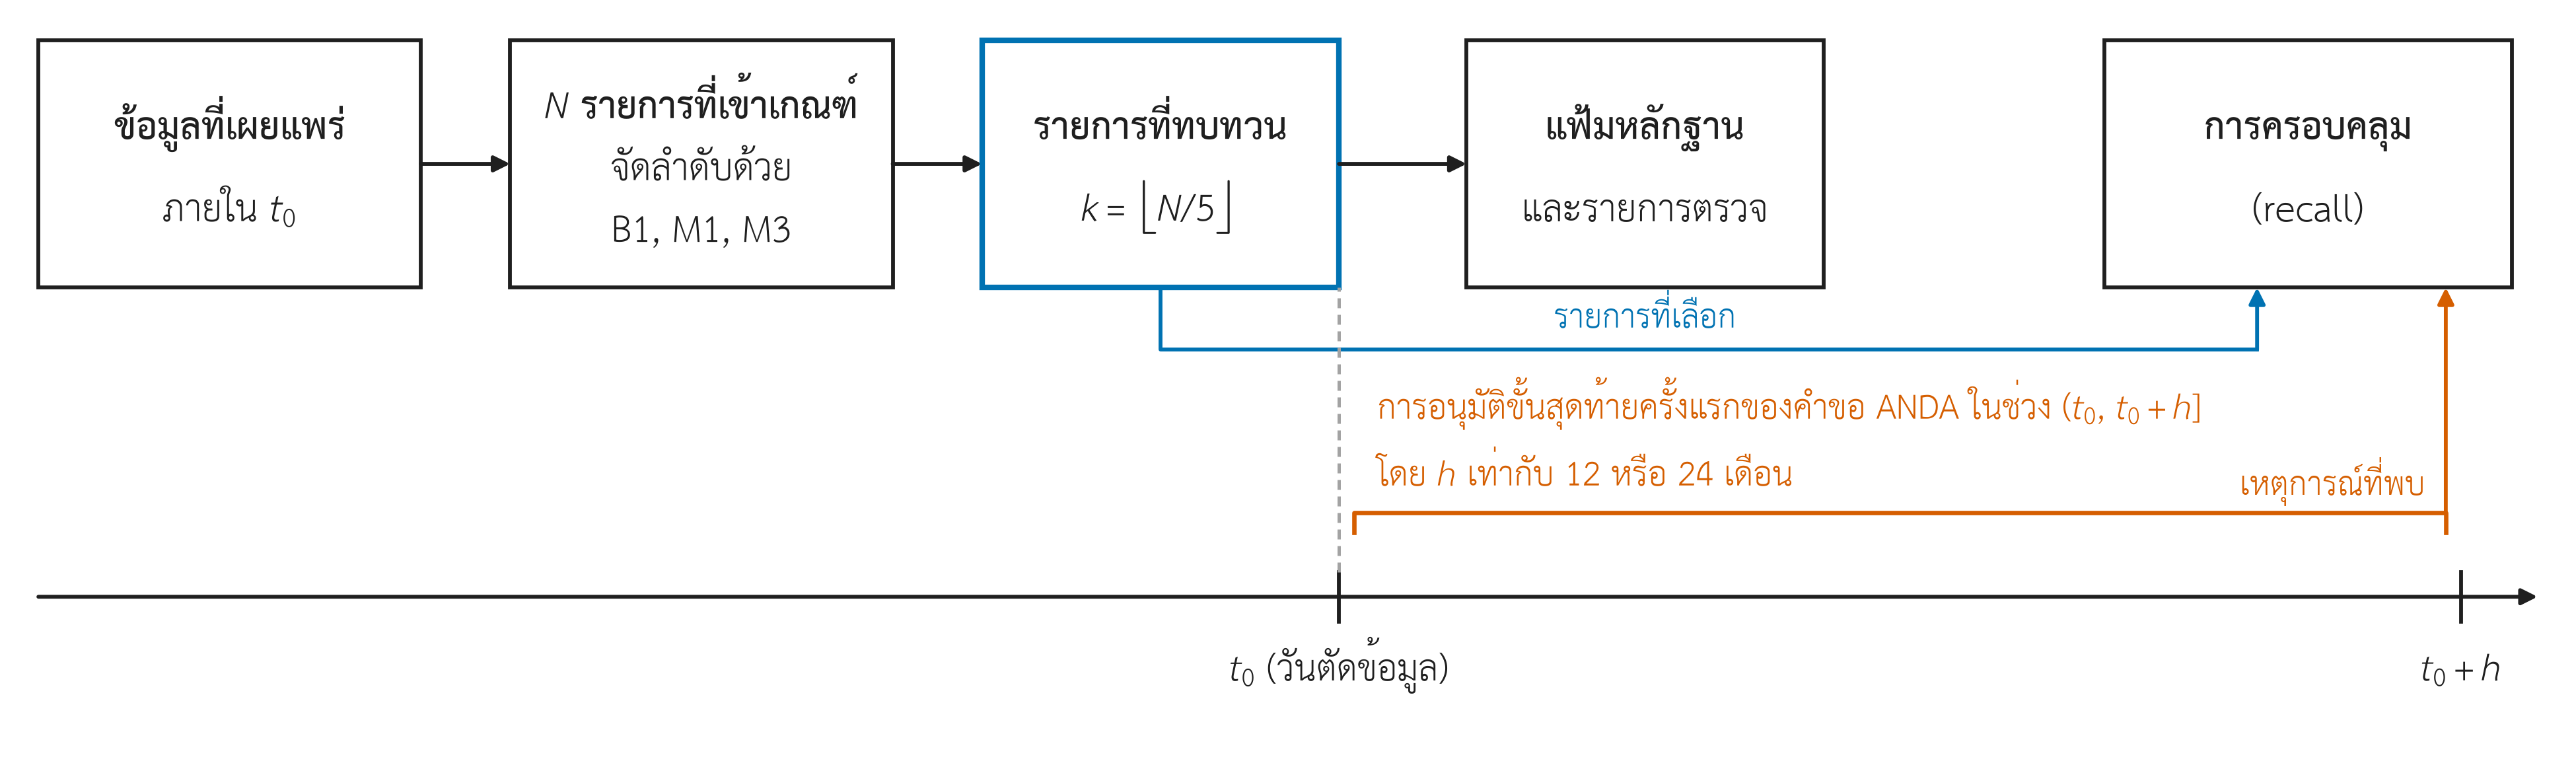 ข้อมูลที่เผยแพร่
ภายใน t₀
N รายการที่เข้าเกณฑ์
จัดลำดับด้วย
B1, M1, M3
รายการที่ทบทวน
k = ⌊N/5⌋
แฟ้มหลักฐาน
และรายการตรวจ
การครอบคลุม
(recall)
รายการที่เลือก
การอนุมัติขั้นสุดท้ายครั้งแรกของคำขอ ANDA ในช่วง (t₀, t₀ + h]
โดย h เท่ากับ 12 หรือ 24 เดือน
เหตุการณ์ที่พบ
t₀ (วันตัดข้อมูล)
t₀ + h